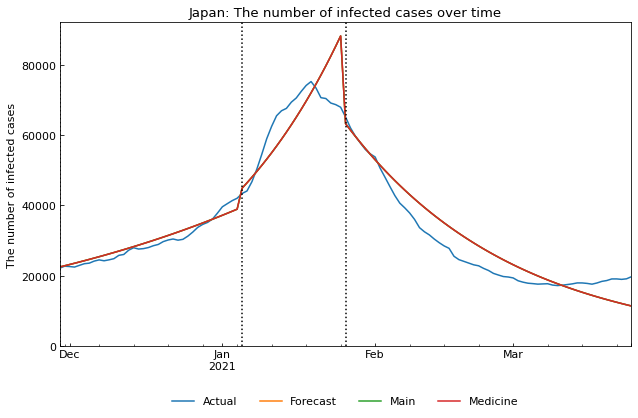 Japan: The number of infected cases over time
The number of infected cases
80000
60000
40000
20000
0
Dec
Jan
2021
Feb
Mar
Actual
Forecast
Main
Medicine